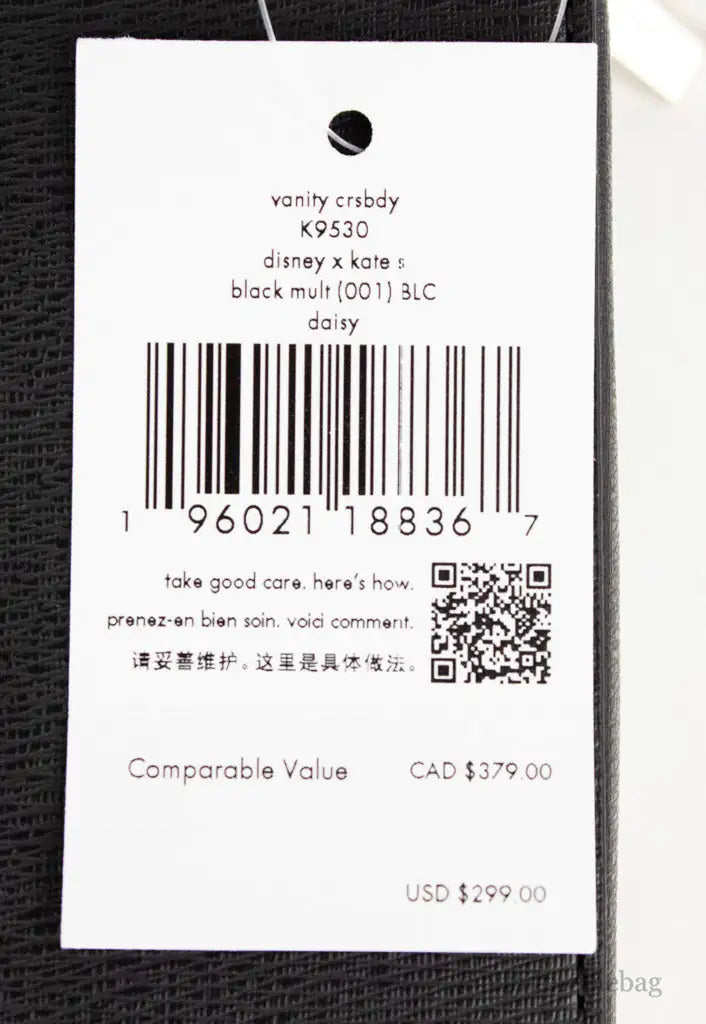 vanity crsbdy
K9530
disney x kate s
black mult (001) BLC
daisy
1 96021 18836 7
take good care. here's how.
prenez-en bien soin. voici comment.
请妥善维护。这里是具体做法。
Comparable Value CAD $379.00
USD $299.00